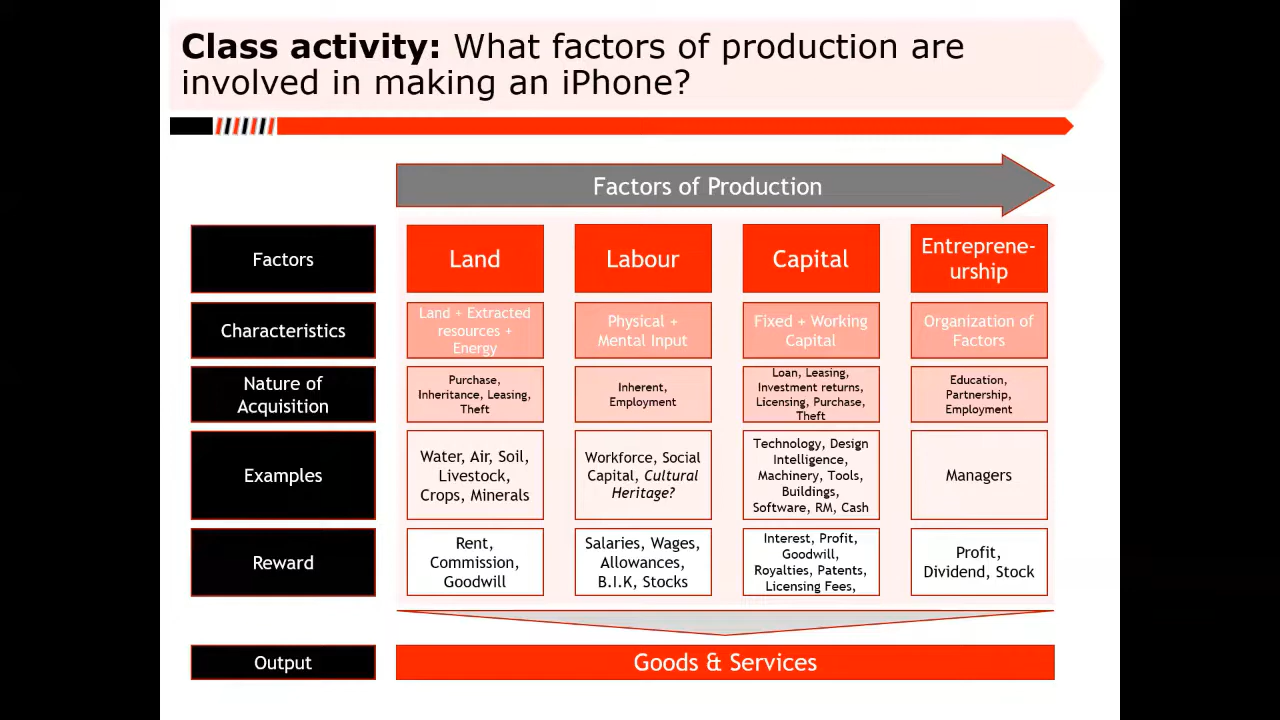 Class activity: What factors of production are
involved in making an iPhone?
Factors of Production
Factors
Land
Labour
Capital
Entreprene-
urship
Characteristics
Land + Extracted
resources +
Energy
Physical +
Mental Input
Fixed + Working
Capital
Organization of
Factors
Nature of
Acquisition
Purchase,
Inheritance, Leasing,
Theft
Inherent,
Employment
Loan, Leasing,
Investment returns,
Licensing, Purchase,
Theft
Education,
Partnership,
Employment
Examples
Water, Air, Soil,
Livestock,
Crops, Minerals
Workforce, Social
Capital, Cultural
Heritage?
Technology, Design
Intelligence,
Machinery, Tools,
Buildings,
Software, RM, Cash
Managers
Reward
Rent,
Commission,
Goodwill
Salaries, Wages,
Allowances,
B.I.K, Stocks
Interest, Profit,
Goodwill,
Royalties, Patents,
Licensing Fees,
Profit,
Dividend, Stock
Output
Goods & Services